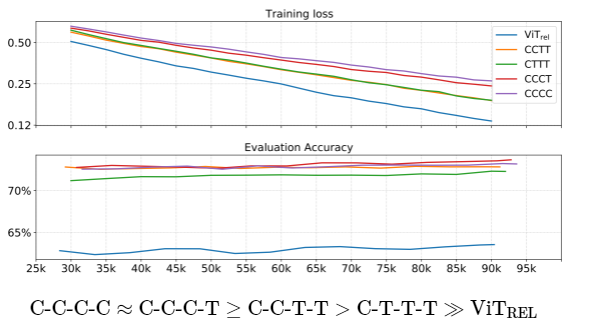 Training loss
0.50
0.25
0.12
ViTrel
CCTT
CTTT
CCCT
CCCC
Evaluation Accuracy
70%
65%
25k 30k 35k 40k 45k 50k 55k 60k 65k 70k 75k 80k 85k 90k 95k
C-C-C-C ≈ C-C-C-T ≥ C-C-T-T > C-T-T-T ≫ ViTREL